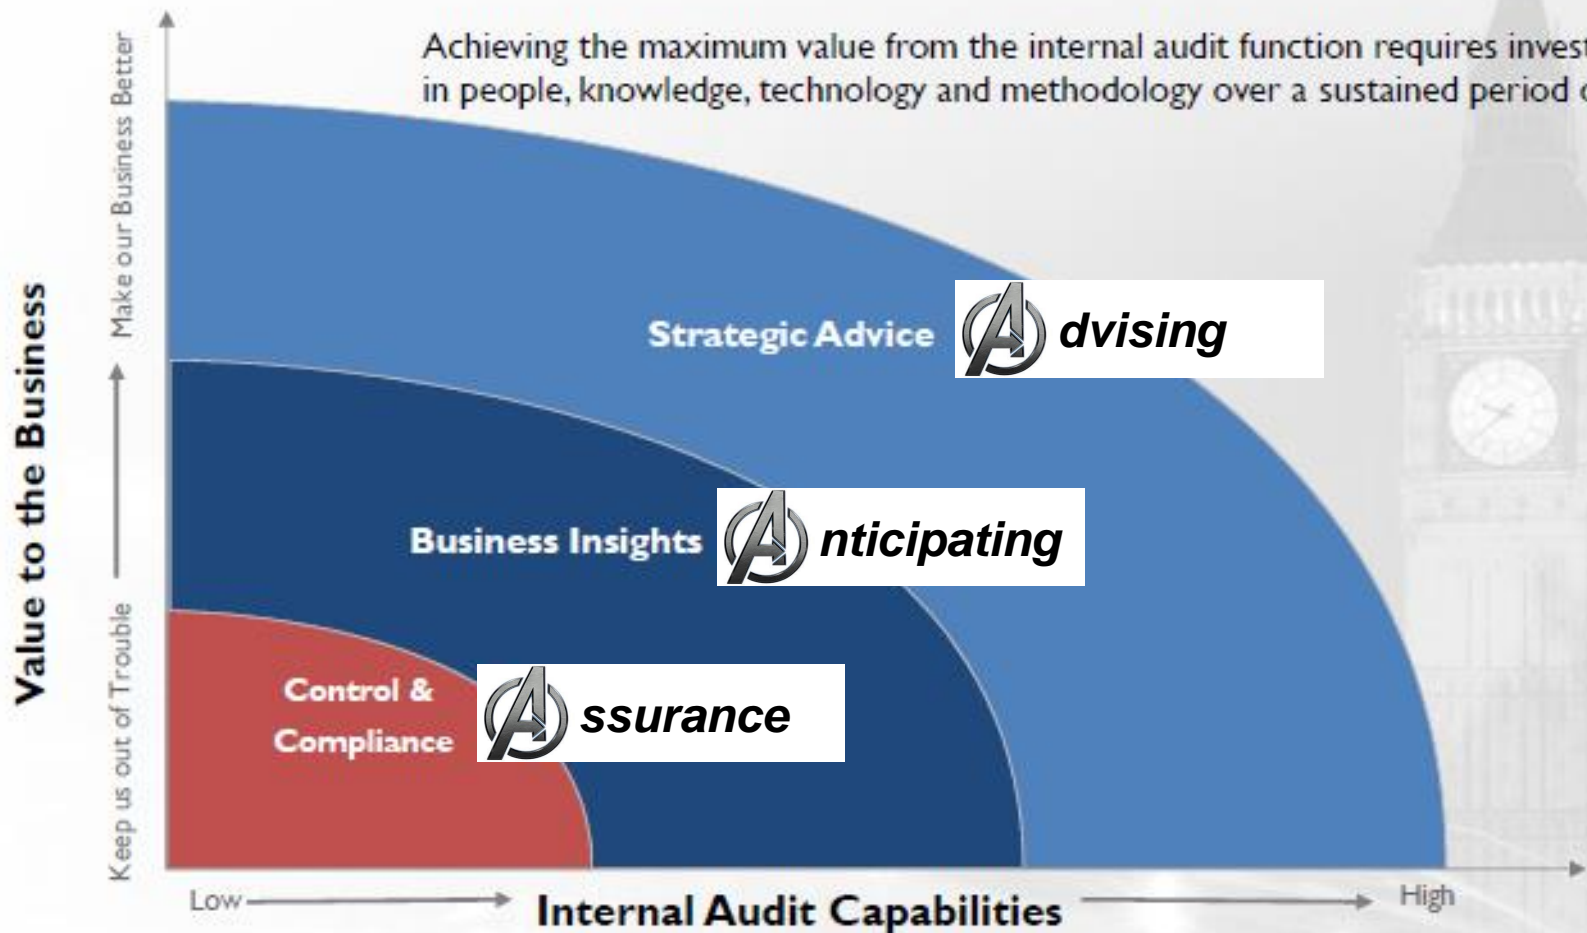 Achieving the maximum value from the internal audit function requires invest
in people, knowledge, technology and methodology over a sustained period
Value to the Business
Make our Business Better
Keep us out of Trouble
Strategic Advice A dvising
Business Insights A nticipating
Control &
Compliance A ssurance
Low
Internal Audit Capabilities
High